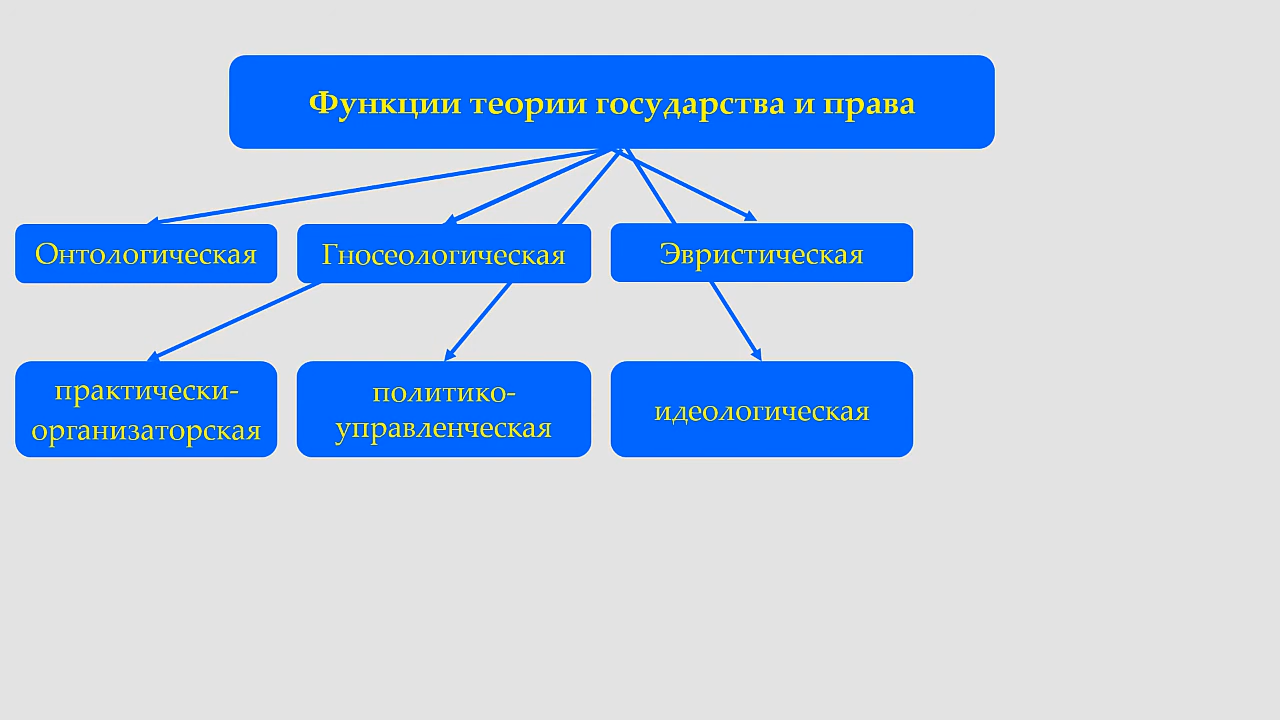 Функции теории государства и права
Онтологическая
Гносеологическая
Эвристическая
практически-
организаторская
политико-
управленческая
идеологическая